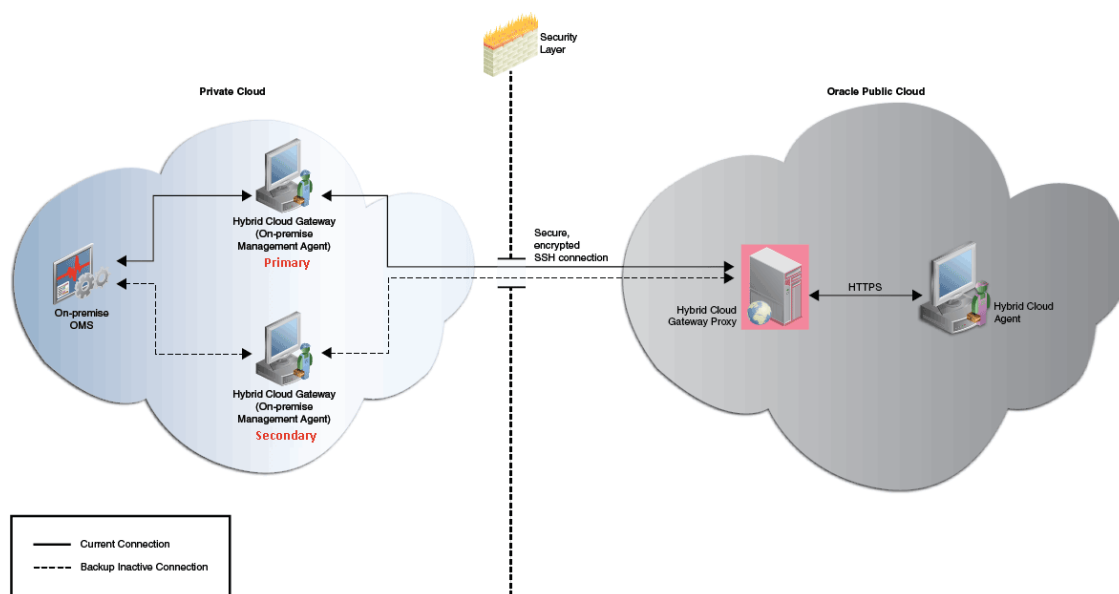 Security
Layer
Private Cloud
Oracle Public Cloud
Hybrid Cloud Gateway
(On-premise
Management Agent)
Primary
On-premise
OMS
Secure,
encrypted
SSH connection
Hybrid Cloud
Gateway Proxy
HTTPS
Hybrid Cloud
Agent
Hybrid Cloud Gateway
(On-premise
Management Agent)
Secondary
Current Connection
Backup Inactive Connection